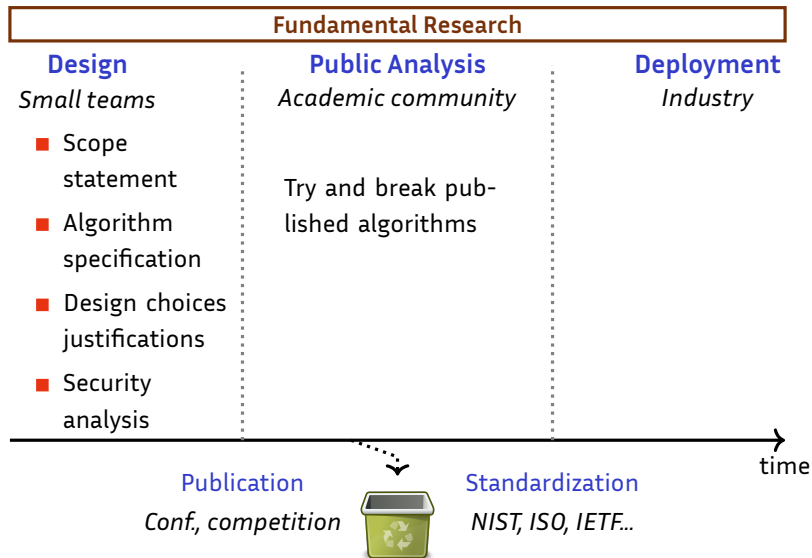 Fundamental Research
Design
Small teams
Scope
statement
Algorithm
specification
Design choices
justifications
Security
analysis
Public Analysis
Academic community
Try and break pub-
lished algorithms
Deployment
Industry
time
Publication
Conf., competition
Standardization
NIST, ISO, IETF...